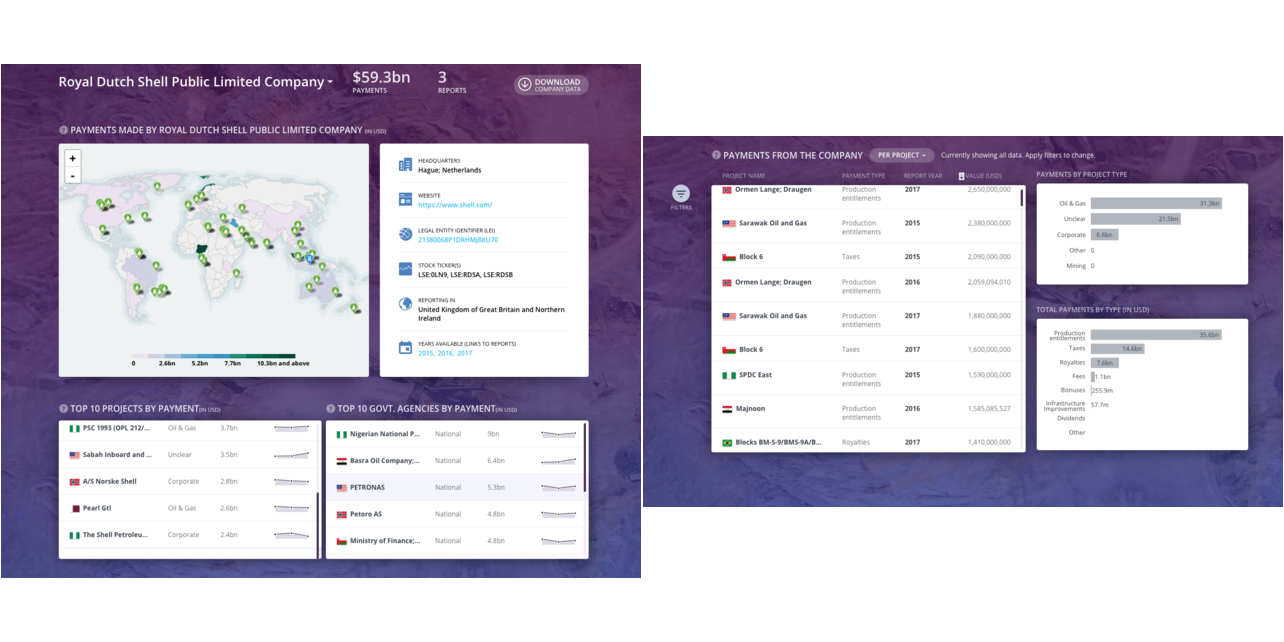 Royal Dutch Shell Public Limited Company
$59.3bn
PAYMENTS
3
REPORTS
DOWNLOAD
COMPANY DATA
? PAYMENTS MADE BY ROYAL DUTCH SHELL PUBLIC LIMITED COMPANY (IN USD)
+
-
0 2.6bn 5.2bn 7.7bn 10.3bn and above
HEADQUARTERS
Hague; Netherlands
WEBSITE
https://www.shell.com/
LEGAL ENTITY IDENTIFIER (LEI)
21380068P1DRHMJ8KU70
STOCK TICKER(S)
LSE:0LN9, LSE:RDSA, LSE:RDSB
REPORTING IN
United Kingdom of Great Britain and Northern
Ireland
YEARS AVAILABLE (LINKS TO REPORTS)
2015, 2016, 2017
? TOP 10 PROJECTS BY PAYMENT(IN USD)
PSC 1993 (OPL 212/... Oil & Gas 3.7bn
Sabah Inboard and ... Unclear 3.5bn
A/S Norske Shell Corporate 2.8bn
Pearl Gtl Oil & Gas 2.6bn
The Shell Petroleu... Corporate 2.4bn
? TOP 10 GOVT. AGENCIES BY PAYMENT(IN USD)
Nigerian National P... National 9bn
Basra Oil Company;... National 6.4bn
PETRONAS National 5.3bn
Petoro AS National 4.8bn
Ministry of Finance;... National 4.8bn
? PAYMENTS FROM THE COMPANY
PER PROJECT
Currently showing all data. Apply filters to change.
FILTERS
PROJECT NAME PAYMENT TYPE REPORT YEAR VALUE (USD)
Ormen Lange; Draugen Production 2017 2,650,000,000
entitlements
Sarawak Oil and Gas Production 2015 2,380,000,000
entitlements
Block 6 Taxes 2015 2,090,000,000
Ormen Lange; Draugen Production 2016 2,059,094,010
entitlements
Sarawak Oil and Gas Production 2017 1,880,000,000
entitlements
Block 6 Taxes 2017 1,600,000,000
SPDC East Production 2015 1,590,000,000
entitlements
Majnoon Production 2016 1,585,085,527
entitlements
Blocks BM-S-9/BMS-9A/B... Royalties 2017 1,410,000,000
PAYMENTS BY PROJECT TYPE
Oil & Gas 31.3bn
Unclear 21.5bn
Corporate 6.6bn
Other 0
Mining 0
TOTAL PAYMENTS BY TYPE (IN USD)
Production
entitlements 35.6bn
Taxes 14.6bn
Royalties 7.6bn
Fees 1.1bn
Bonuses 255.9m
Infrastructure
Improvements 57.7m
Dividends
Other